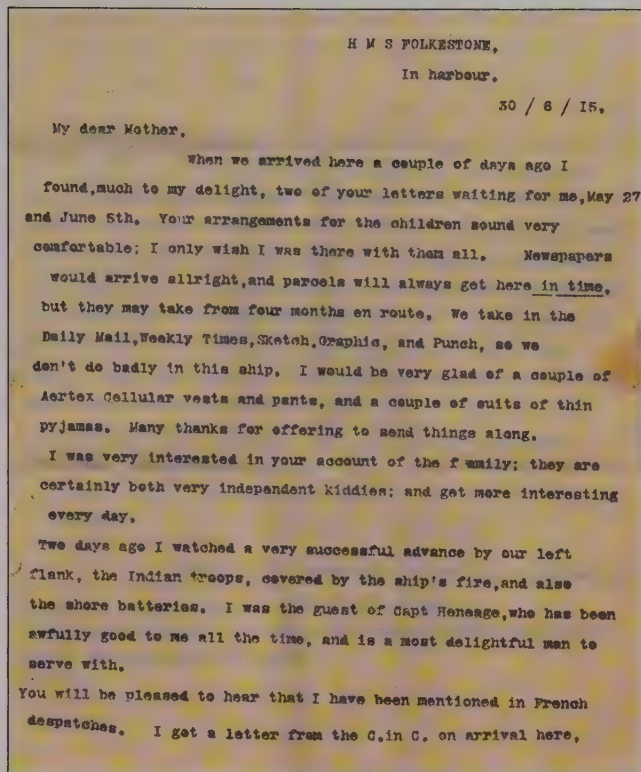 H M S FOLKESTONE,
In harbour.
30 / 6 / 15.
My dear Mother,
When we arrived here a couple of days ago I
found,much to my delight, two of your letters waiting for me,May 27
and June 5th. Your arrangements for the children sound very
comfortable; I only wish I was there with them all. Newspapers
would arrive allright,and parcels will always get here in time,
but they may take from four months en route. We take in the
Daily Mail,Weekly Times,Sketch,Graphic, and Punch, so we
don't do badly in this ship. I would be very glad of a couple of
Aertex Cellular vests and pants, and a couple of suits of thin
pyjamas. Many thanks for offering to send things along.
I was very interested in your account of the f amily; they are
certainly both very independent kiddies; and get more interesting
every day.
Two days ago I watched a very successful advance by our left
flank, the Indian troops, covered by the ship's fire,and also
the shore batteries. I was the guest of Capt Heneage,who has been
awfully good to me all the time, and is a most delightful man to
serve with.
You will be pleased to hear that I have been mentioned in French
despatches. I got a letter from the C.in C. on arrival here,